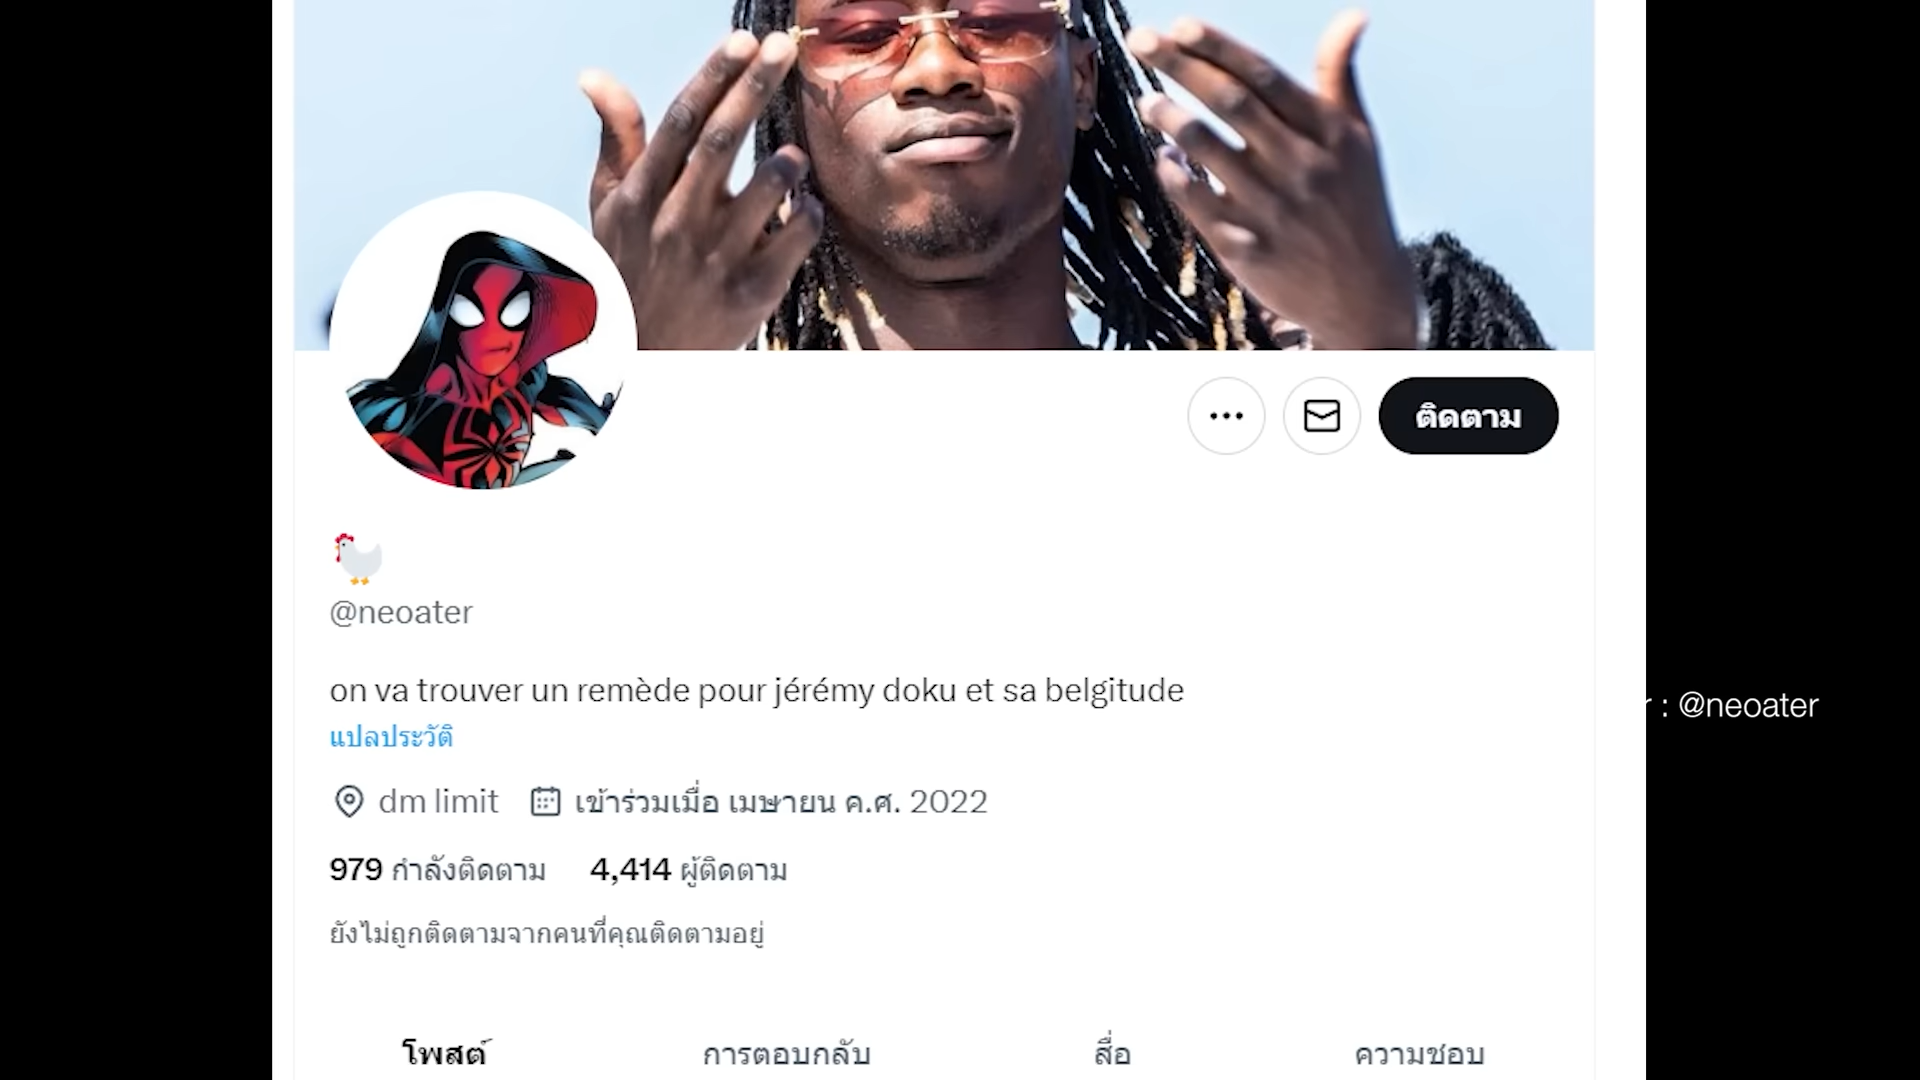 ติดตาม
@neoater
on va trouver un remède pour jérémy doku et sa belgitude
แปลประวัติ
dm limit เข้าร่วมเมื่อ เมษายน ค.ศ. 2022
979 กำลังติดตาม 4,414 ผู้ติดตาม
ยังไม่ถูกติดตามจากคนที่คุณติดตามอยู่
โพสต์ การตอบกลับ สื่อ ความชอบ
: @neoater